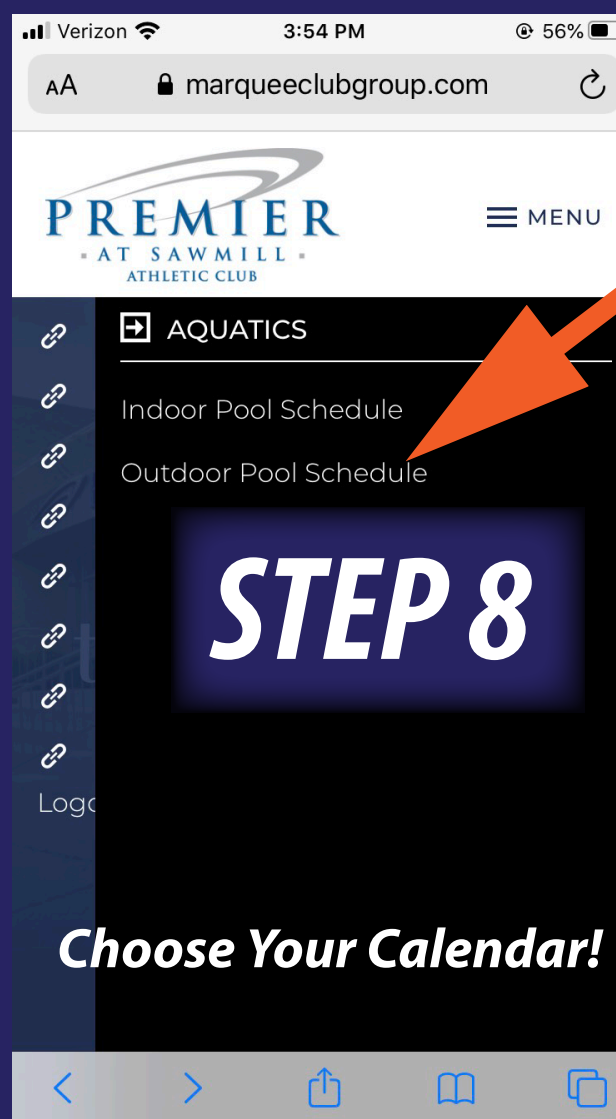 Verizon 3:54 PM 56%
AA marqueeclubgroup.com
PREMIER
AT SAWMILL
ATHLETIC CLUB
MENU
AQUATICS
Indoor Pool Schedule
Outdoor Pool Schedule
STEP 8
Logo
Choose Your Calendar!